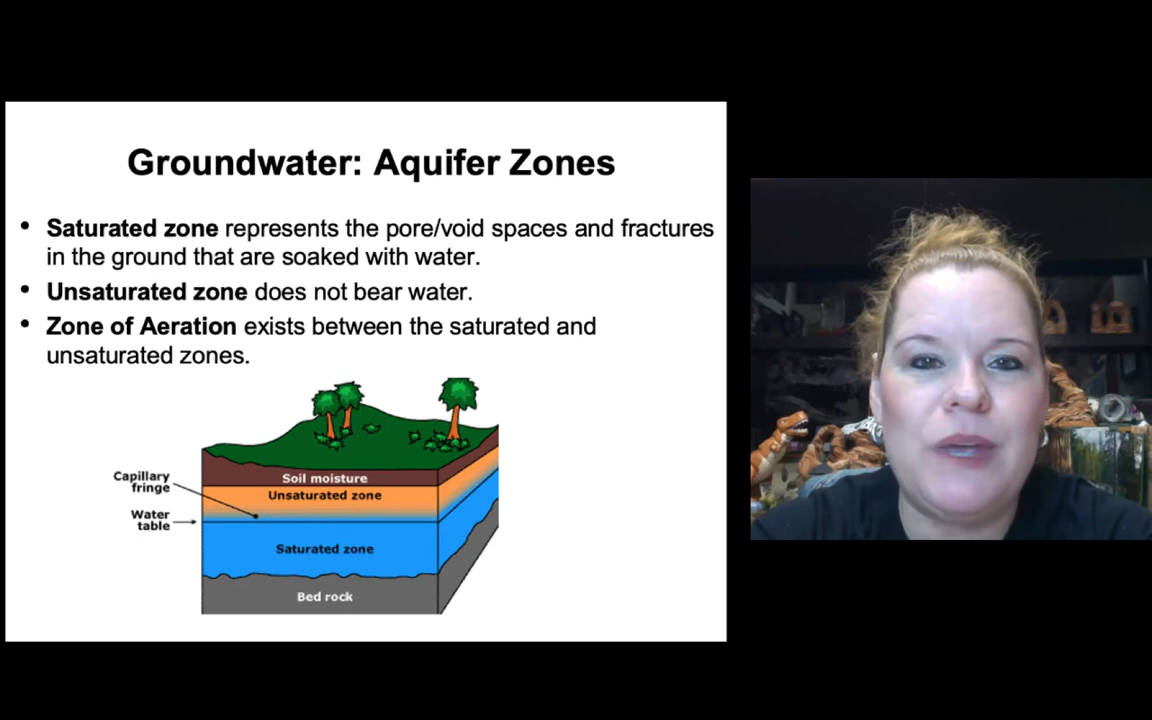 Groundwater: Aquifer Zones
• Saturated zone represents the pore/void spaces and fractures
in the ground that are soaked with water.
• Unsaturated zone does not bear water.
• Zone of Aeration exists between the saturated and
unsaturated zones.
Soil moisture
Unsaturated zone
Capillary
fringe
Water
table
Saturated zone
Bed rock